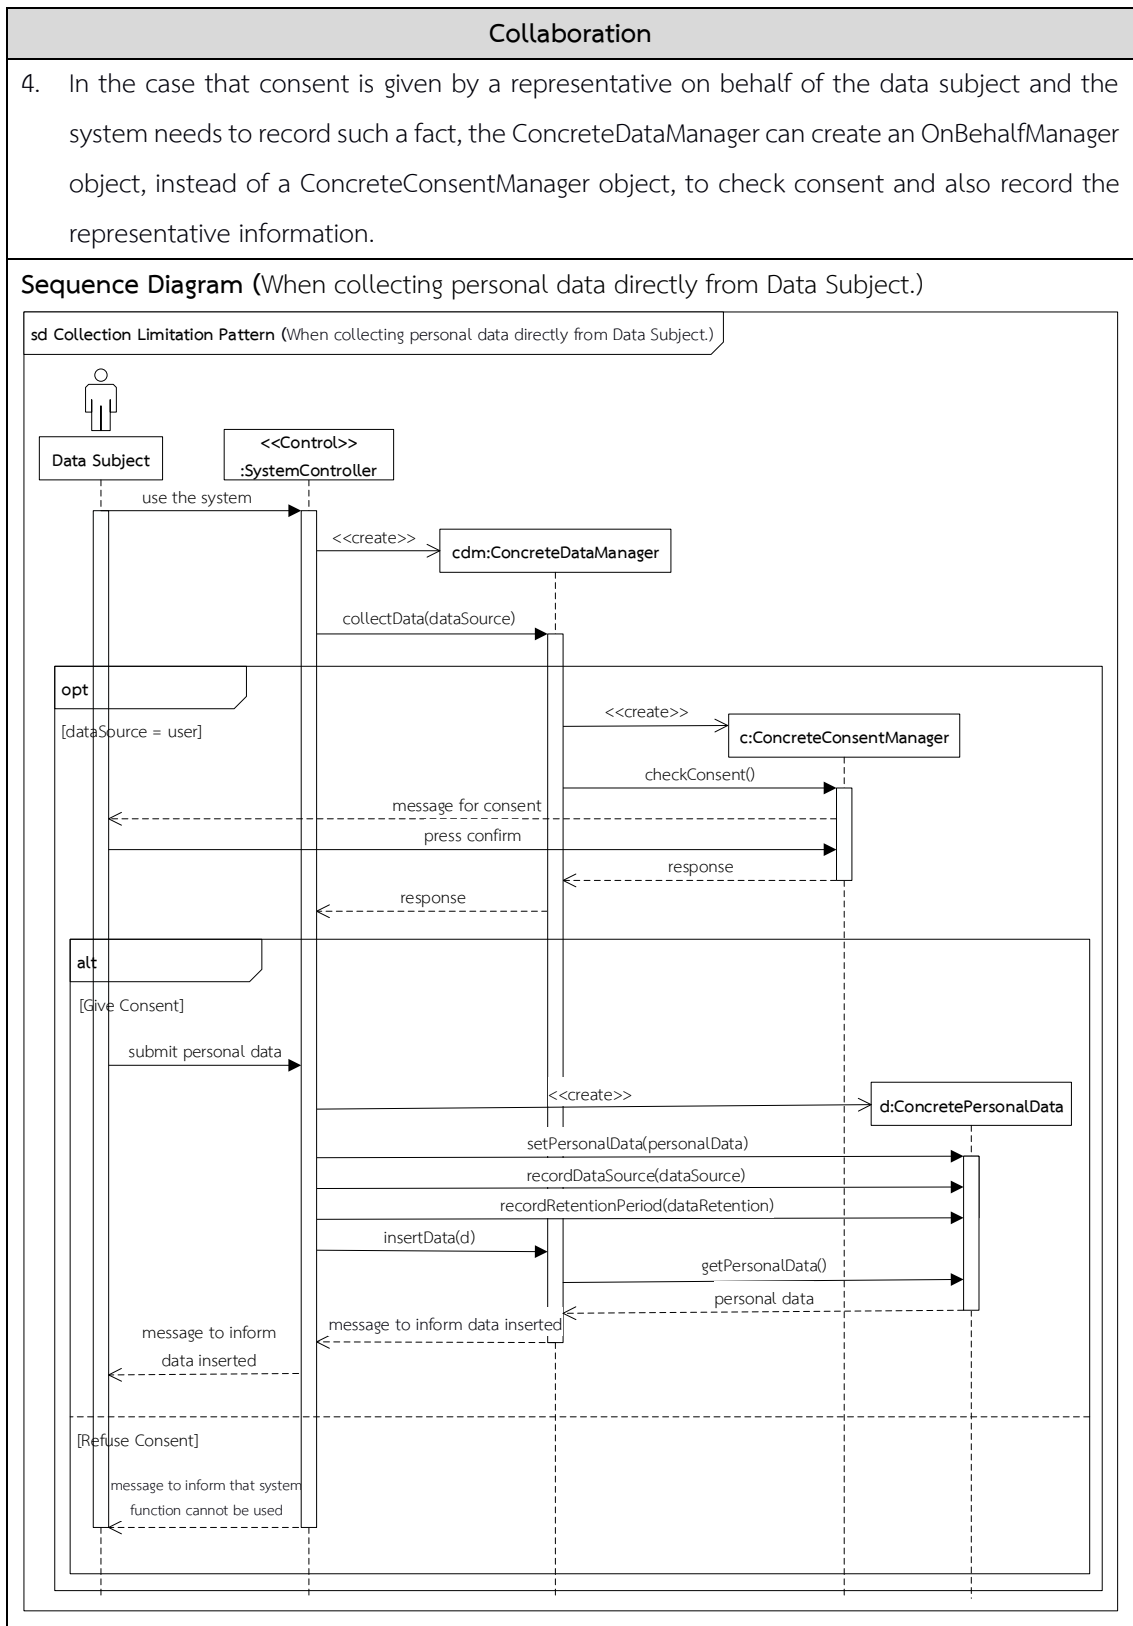 Collaboration
4. In the case that consent is given by a representative on behalf of the data subject and the
system needs to record such a fact, the ConcreteDataManager can create an OnBehalfManager
object, instead of a ConcreteConsentManager object, to check consent and also record the
representative information.
Sequence Diagram (When collecting personal data directly from Data Subject.)
sd Collection Limitation Pattern (When collecting personal data directly from Data Subject.)
Data Subject
<<Control>>
:SystemController
use the system
<<create>>
cdm:ConcreteDataManager
collectData(dataSource)
opt
[dataSource = user]
<<create>>
c:ConcreteConsentManager
checkConsent()
message for consent
press confirm
response
response
alt
[Give Consent]
submit personal data
<<create>>
d:ConcretePersonalData
setPersonalData(personalData)
recordDataSource(dataSource)
recordRetentionPeriod(dataRetention)
insertData(d)
getPersonalData()
personal data
message to inform data inserted
message to inform
data inserted
[Refuse Consent]
message to inform that system
function cannot be used